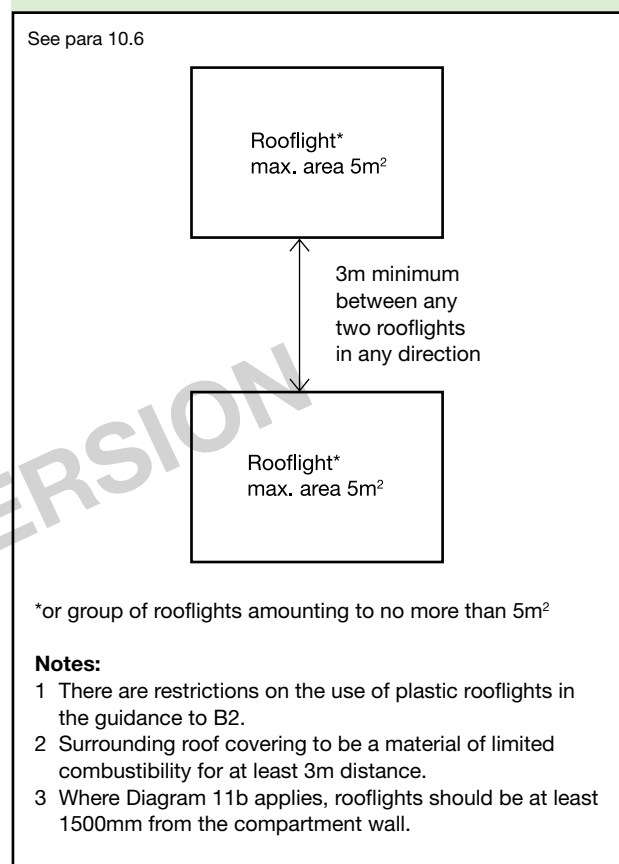 See para 10.6
Rooflight*
max. area 5m²
3m minimum
between any
two rooflights
in any direction
ERSION
Rooflight*
max. area 5m²
*or group of rooflights amounting to no more than 5m²
Notes:
1 There are restrictions on the use of plastic rooflights in
the guidance to B2.
2 Surrounding roof covering to be a material of limited
combustibility for at least 3m distance.
3 Where Diagram 11b applies, rooflights should be at least
1500mm from the compartment wall.